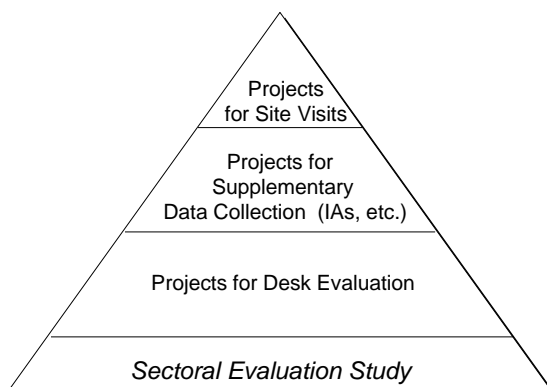 Projects
for Site Visits
Projects for
Supplementary
Data Collection (IAs, etc.)
Projects for Desk Evaluation
Sectoral Evaluation Study